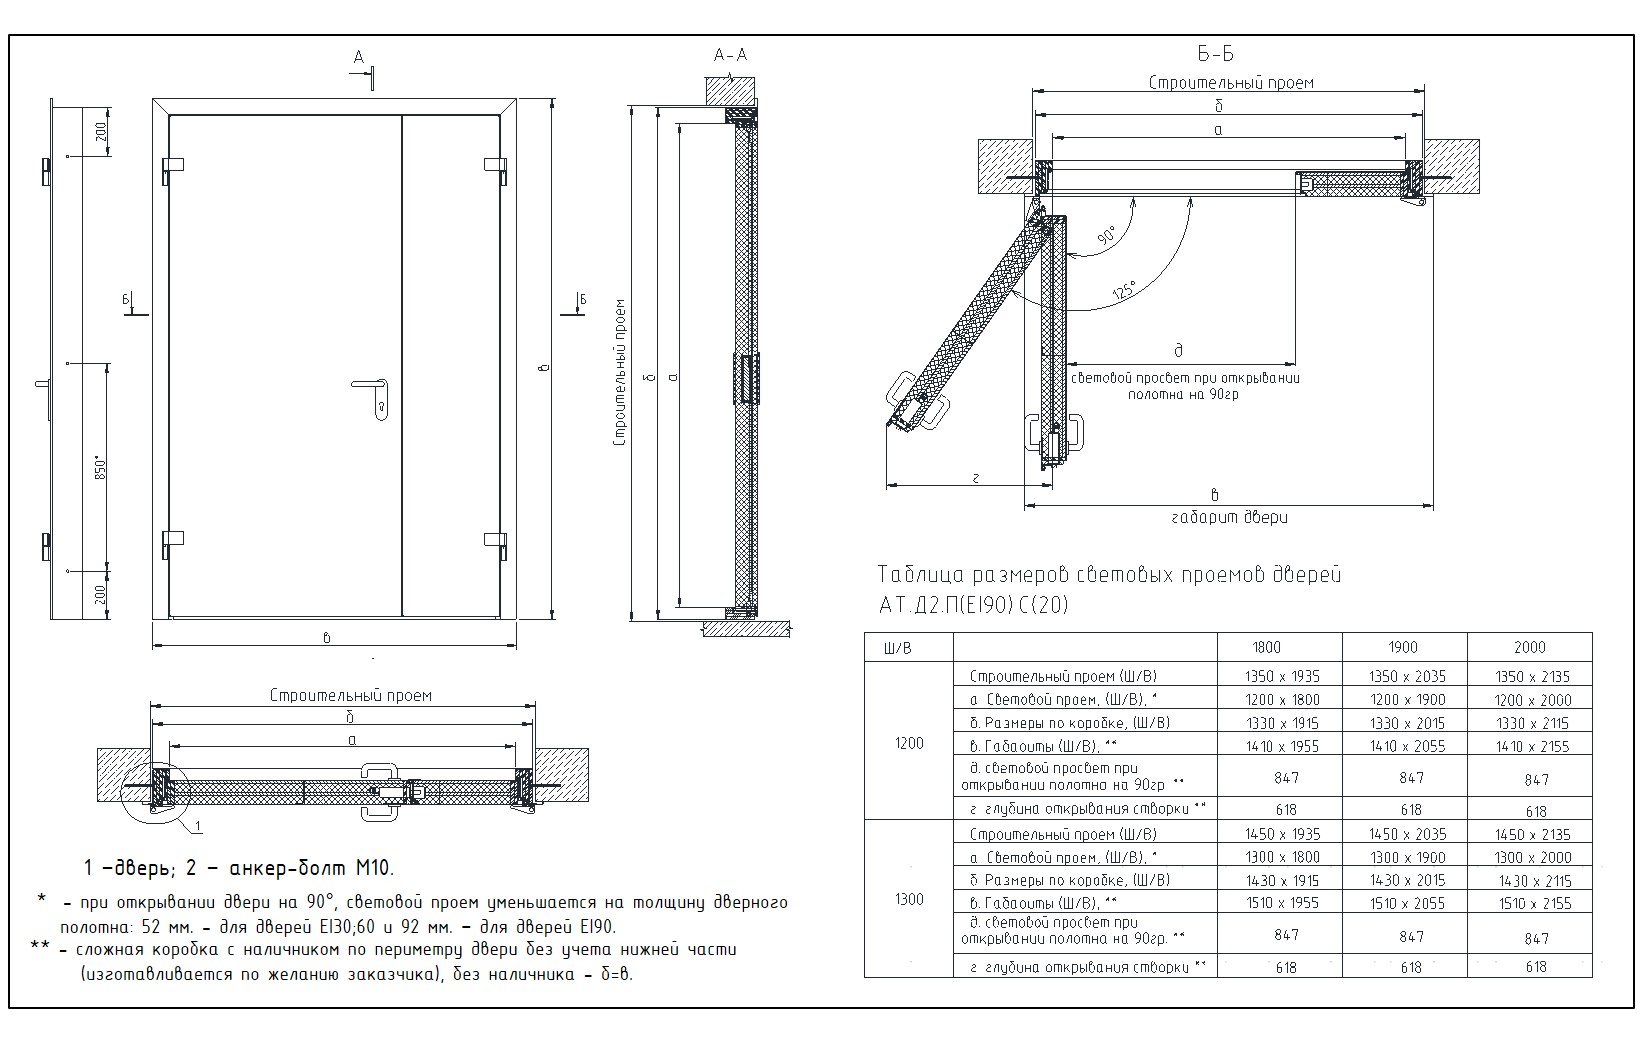 А
А-А
Б-Б
Строительный проем
б
а
200
Б
Б
850*
200
в
в
Строительный проем
б
а
90°
125°
д
световой просвет при открывании
полотна на 90гр
г
в
габарит двери
Строительный проем
б
а
1
1 –дверь; 2 – анкер-болт М10.
* – при открывании двери на 90°, световой проем уменьшается на толщину дверного
полотна: 52 мм. – для дверей EI30;60 и 92 мм. – для дверей EI90.
** – сложная коробка с наличником по периметру двери без учета нижней части
(изготавливается по желанию заказчика), без наличника – б=в.
Таблица размеров световых проемов дверей
АТ.Д2.П(EI90) С(20)
Ш/В 1800 1900 2000
1200
Строительный проем (Ш/В) 1350 x 1935 1350 x 2035 1350 x 2135
а Световой проем, (Ш/В), * 1200 x 1800 1200 x 1900 1200 x 2000
б. Размеры по коробке, (Ш/В) 1330 x 1915 1330 x 2015 1330 x 2115
в. Габариты (Ш/В), ** 1410 x 1955 1410 x 2055 1410 x 2155
д. световой просвет при
открывании полотна на 90гр ** 847 847 847
г глубина открывания створки ** 618 618 618
1300
Строительный проем (Ш/В) 1450 x 1935 1450 x 2035 1450 x 2135
а Световой проем, (Ш/В), * 1300 x 1800 1300 x 1900 1300 x 2000
б Размеры по коробке, (Ш/В) 1430 x 1915 1430 x 2015 1430 x 2115
в. Габариты (Ш/В), ** 1510 x 1955 1510 x 2055 1510 x 2155
д. световой просвет при
открывании полотна на 90гр. ** 847 847 847
г глубина открывания створки ** 618 618 618